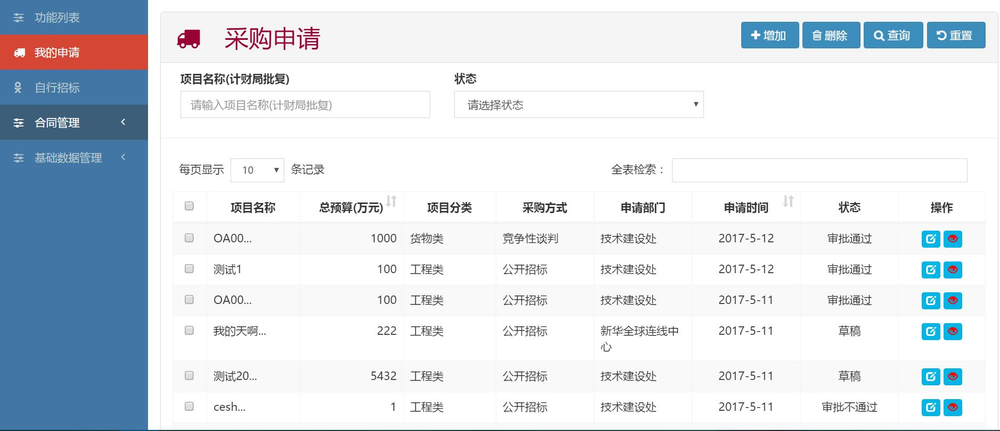 功能列表
我的申请
自行招标
合同管理
基础数据管理
采购申请
增加 删除 查询 重置
项目名称(计财局批复) 状态
请输入项目名称(计财局批复) 请选择状态
每页显示 10 条记录 全表检索：
项目名称 总预算(万元) 项目分类 采购方式 申请部门 申请时间 状态 操作
OA00... 1000 货物类 竞争性谈判 技术建设处 2017-5-12 审批通过
测试1 100 工程类 公开招标 技术建设处 2017-5-12 审批通过
OA00... 100 工程类 公开招标 技术建设处 2017-5-11 审批通过
我的天啊... 222 工程类 公开招标 新华全球连线中心 2017-5-11 草稿
测试20... 5432 工程类 公开招标 技术建设处 2017-5-11 草稿
cesh... 1 工程类 公开招标 技术建设处 2017-5-11 审批不通过